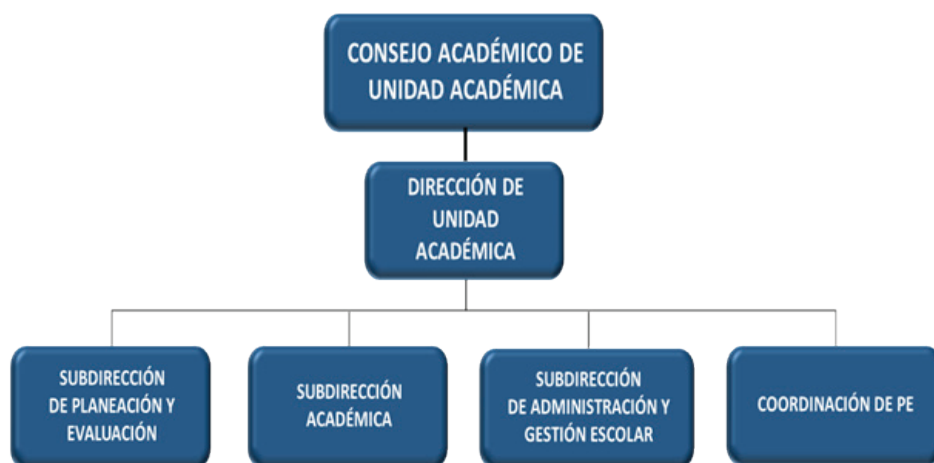 CONSEJO ACADÉMICO DE
UNIDAD ACADÉMICA
DIRECCIÓN DE
UNIDAD
ACADÉMICA
SUBDIRECCIÓN
DE PLANEACIÓN Y
EVALUACIÓN
SUBDIRECCIÓN
ACADÉMICA
SUBDIRECCIÓN
DE ADMINISTRACIÓN Y
GESTIÓN ESCOLAR
COORDINACIÓN DE PE